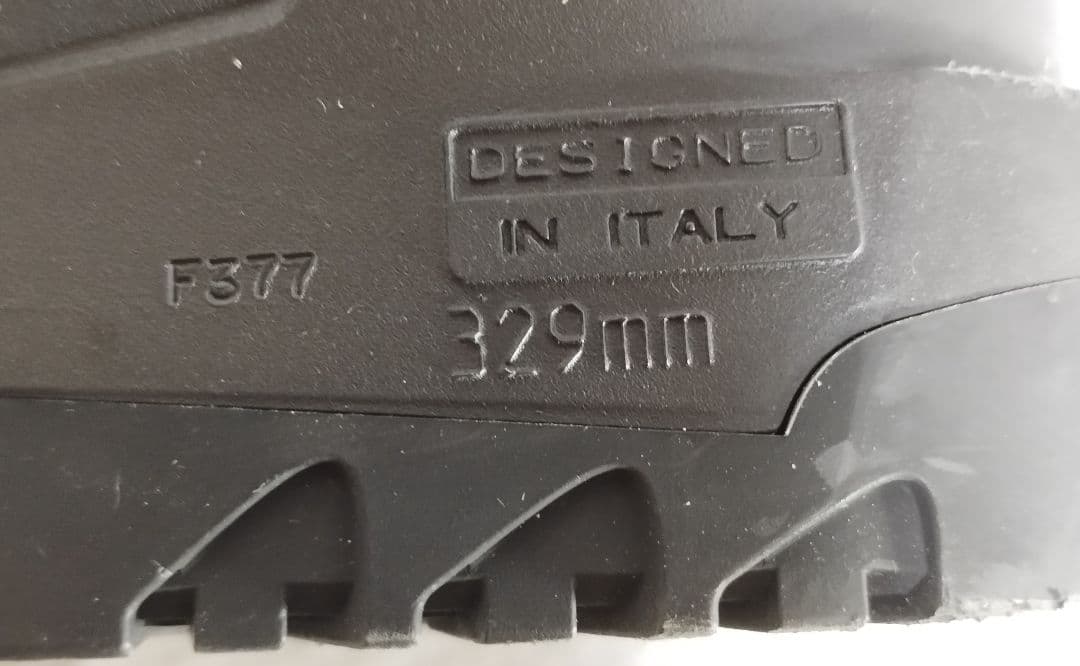 DESIGNED
IN ITALY
F377
329mm